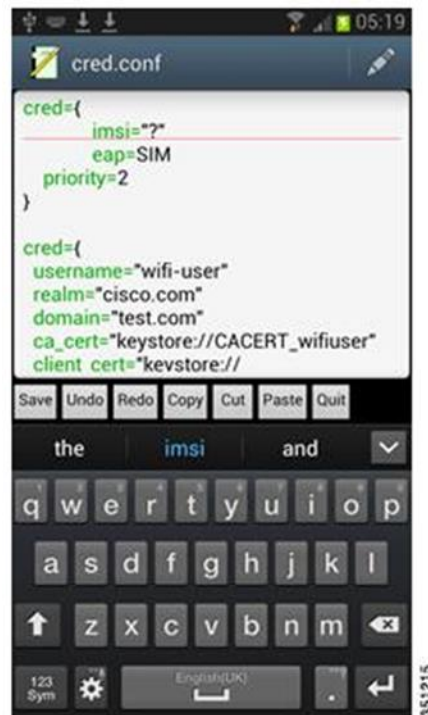 05:19
cred.conf
cred={
imsi="?"
eap=SIM
priority=2
}
cred={
username="wifi-user"
realm="cisco.com"
domain="test.com"
ca_cert="keystore://CACERT_wifiuser"
client cert="keystore://
Save Undo Redo Copy Cut Paste Quit
the imsi and
q w e r t y u i o p
a s d f g h j k l
z x c v b n m
123
Sym
English(UK)
.
351215